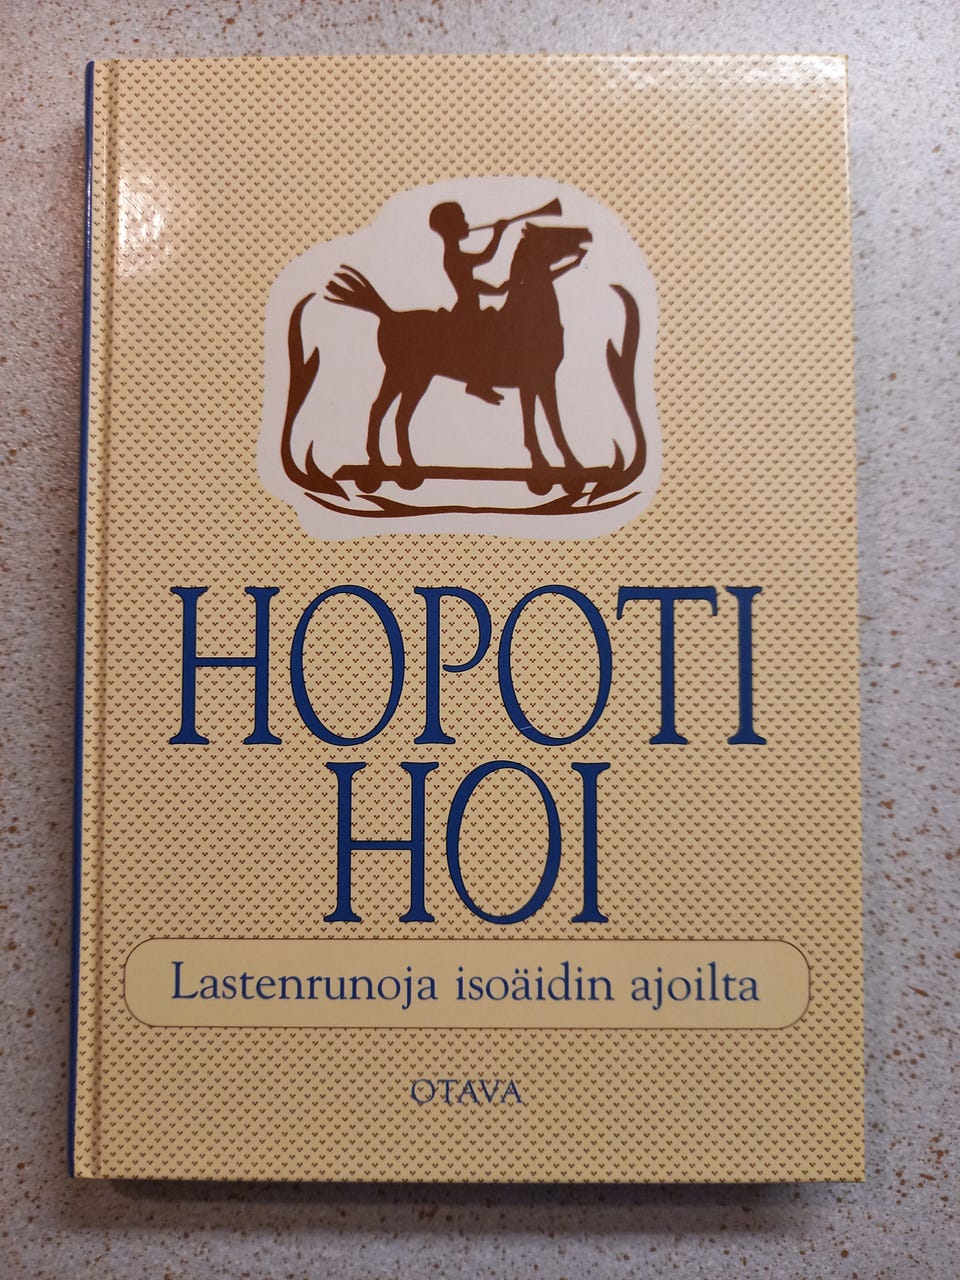 HOPOTI
HOI
Lastenrunoja isoäidin ajoilta
OTAVA